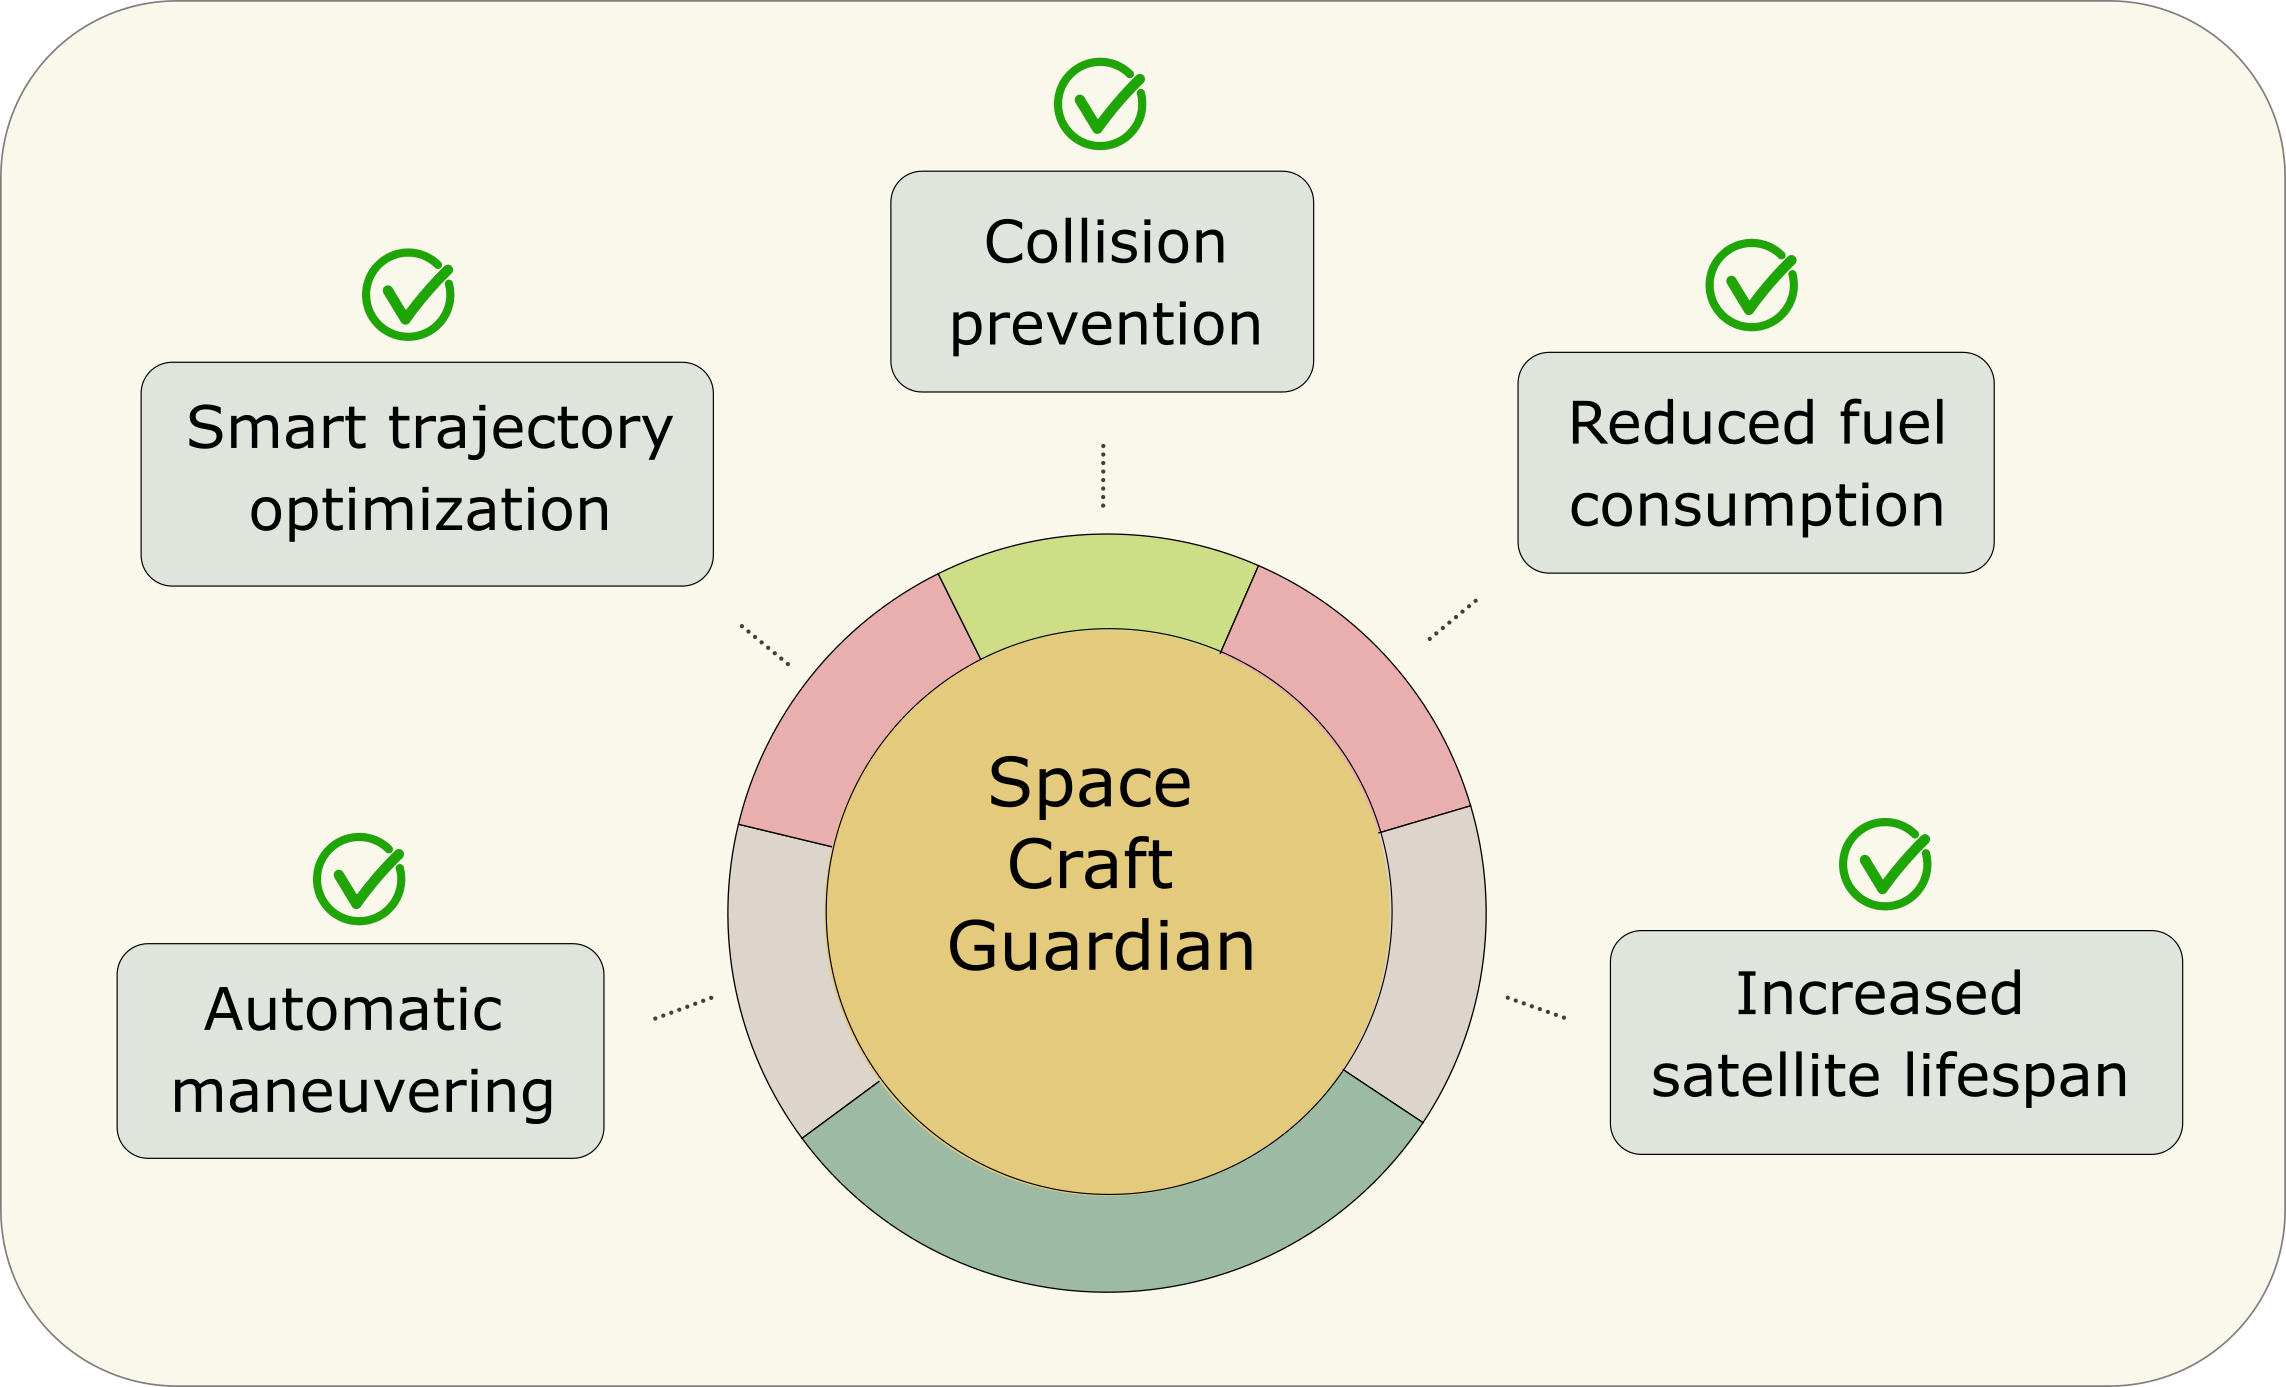 Collision
prevention
Smart trajectory
optimization
Reduced fuel
consumption
Space
Craft
Guardian
Automatic
maneuvering
Increased
satellite lifespan